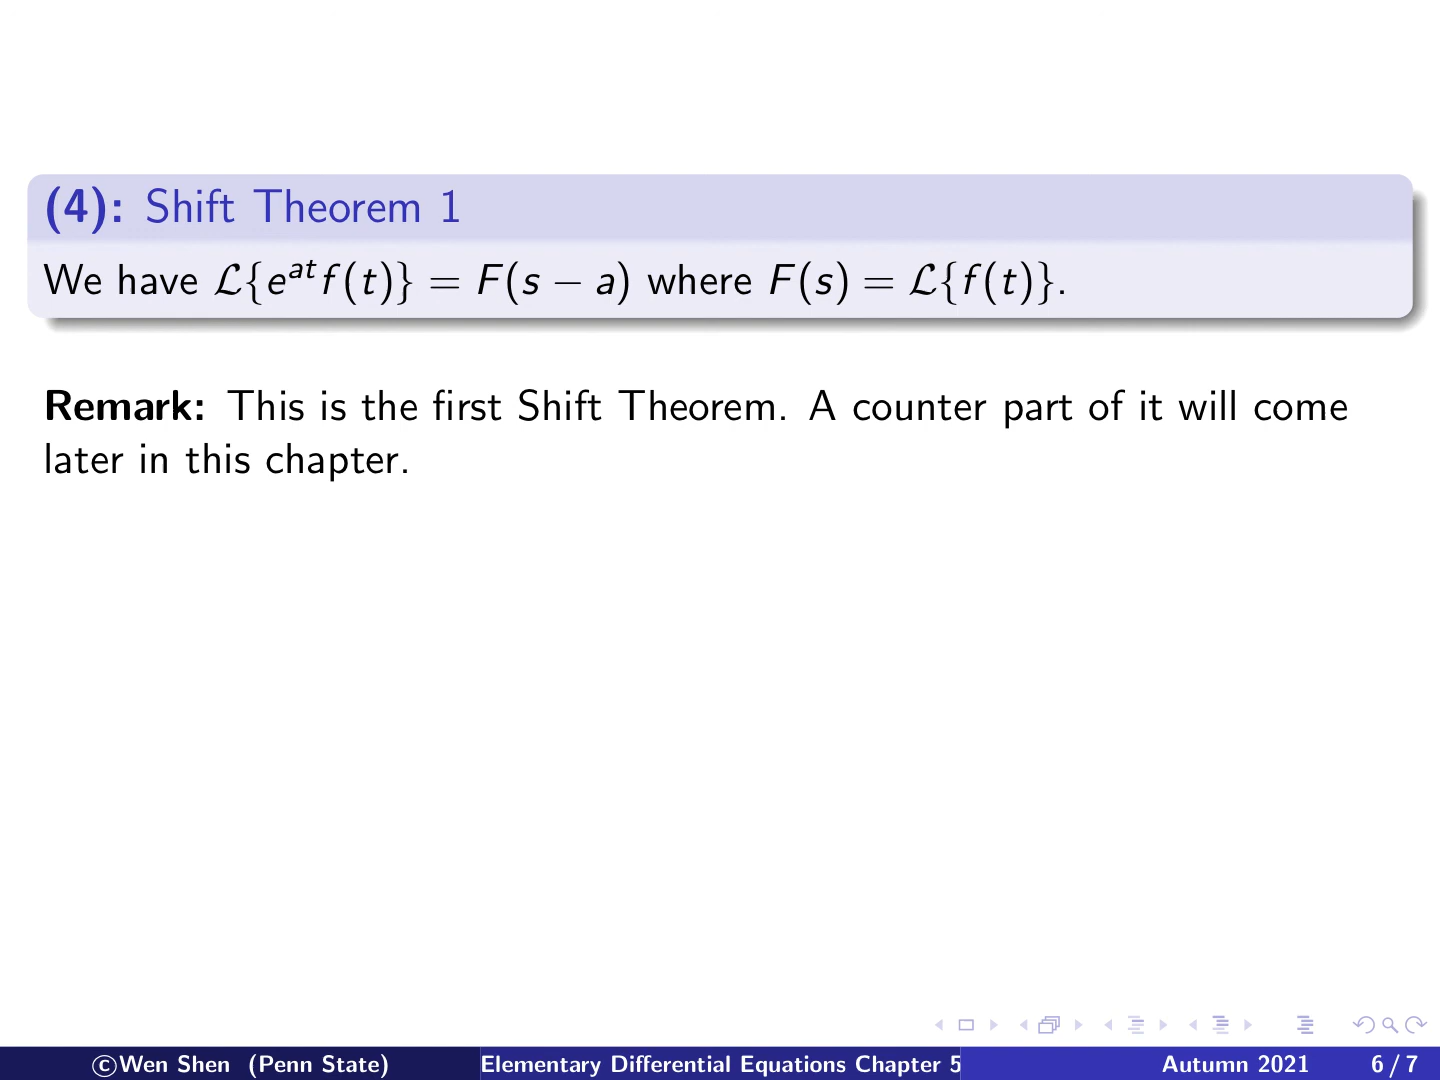 (4): Shift Theorem 1
We have ℒ{e^{at}f(t)} = F(s − a) where F(s) = ℒ{f(t)}.
Remark: This is the first Shift Theorem. A counter part of it will come
later in this chapter.
©Wen Shen (Penn State) Elementary Differential Equations Chapter 5 Autumn 2021 6 / 7